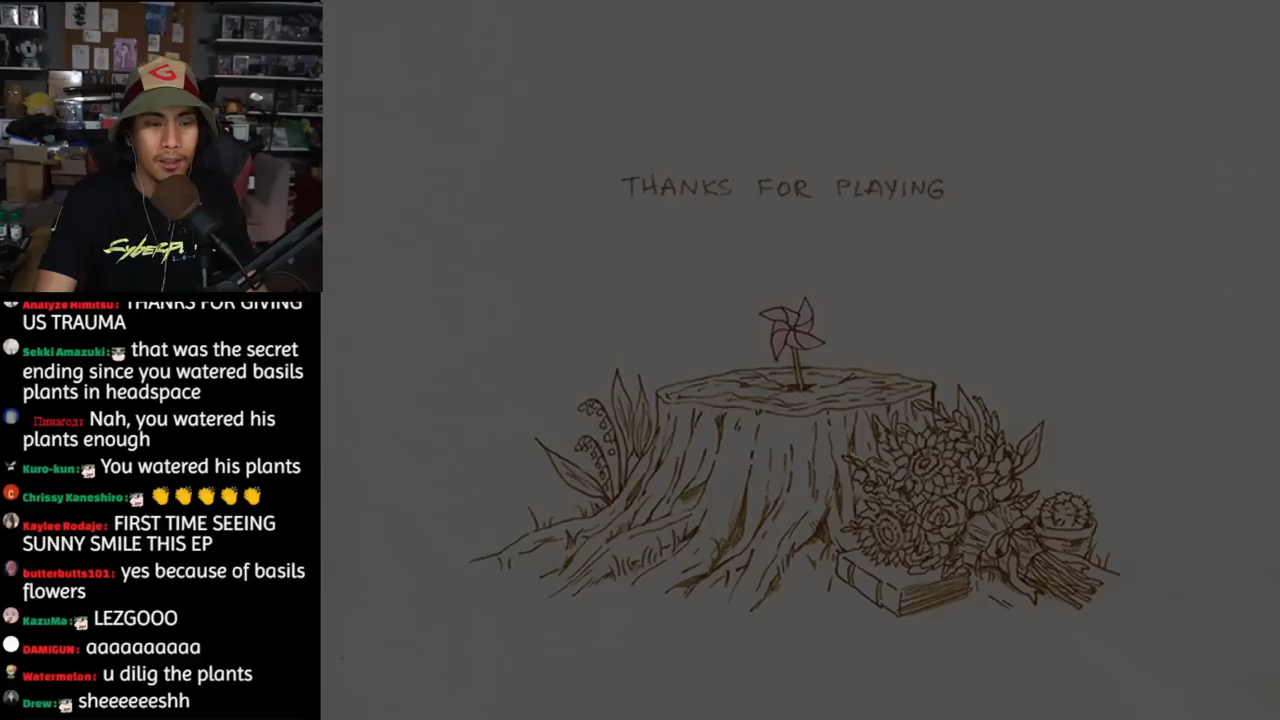 THANKS FOR PLAYING
G
Analyze Himitsu: THANKS FOR GIVING
US TRAUMA
Sekki Amazuki: that was the secret
ending since you watered basils
plants in headspace
Пинагод: Nah, you watered his
plants enough
Kuro-kun: You watered his plants
C Chrissy Kaneshiro: 👏👏👏👏👏
Kaylee Rodaje: FIRST TIME SEEING
SUNNY SMILE THIS EP
butterbutts101: yes because of basils
flowers
KazuMa: LEZGOOO
DAMIGUN: aaaaaaaaaa
Watermelon: u dilig the plants
Drew: sheeeeeeshh